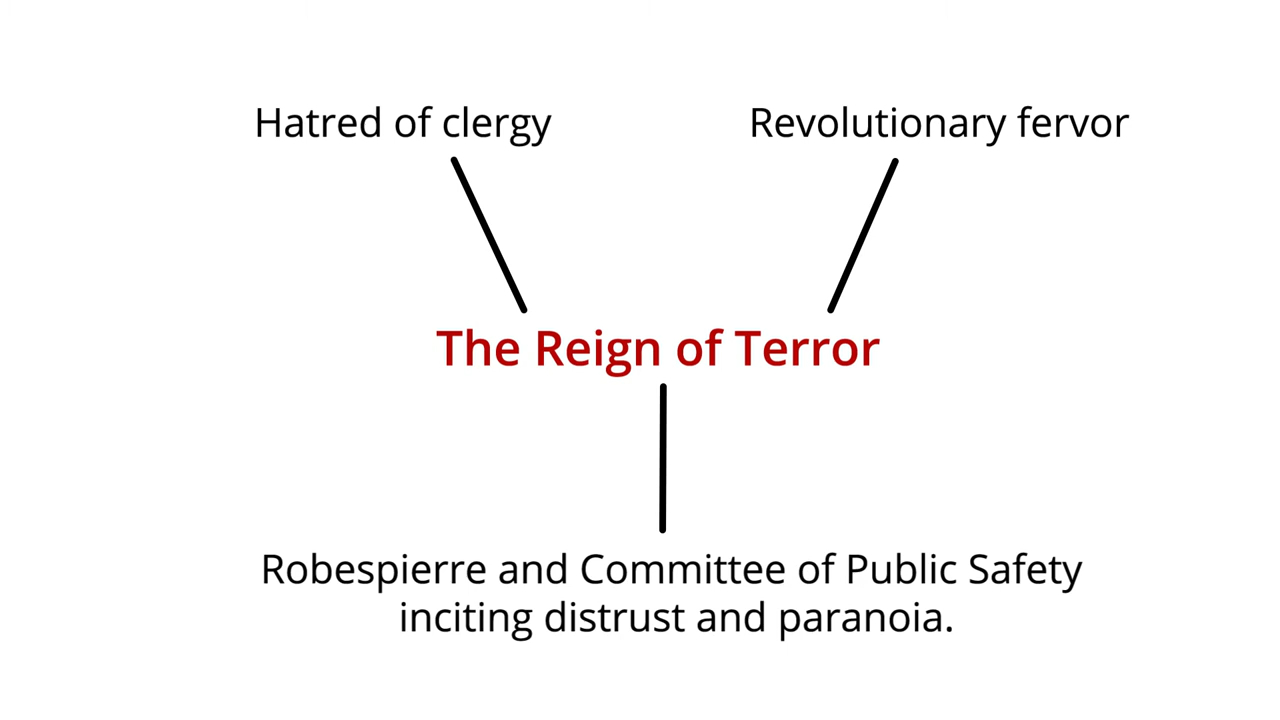 Hatred of clergy
Revolutionary fervor
The Reign of Terror
Robespierre and Committee of Public Safety
inciting distrust and paranoia.